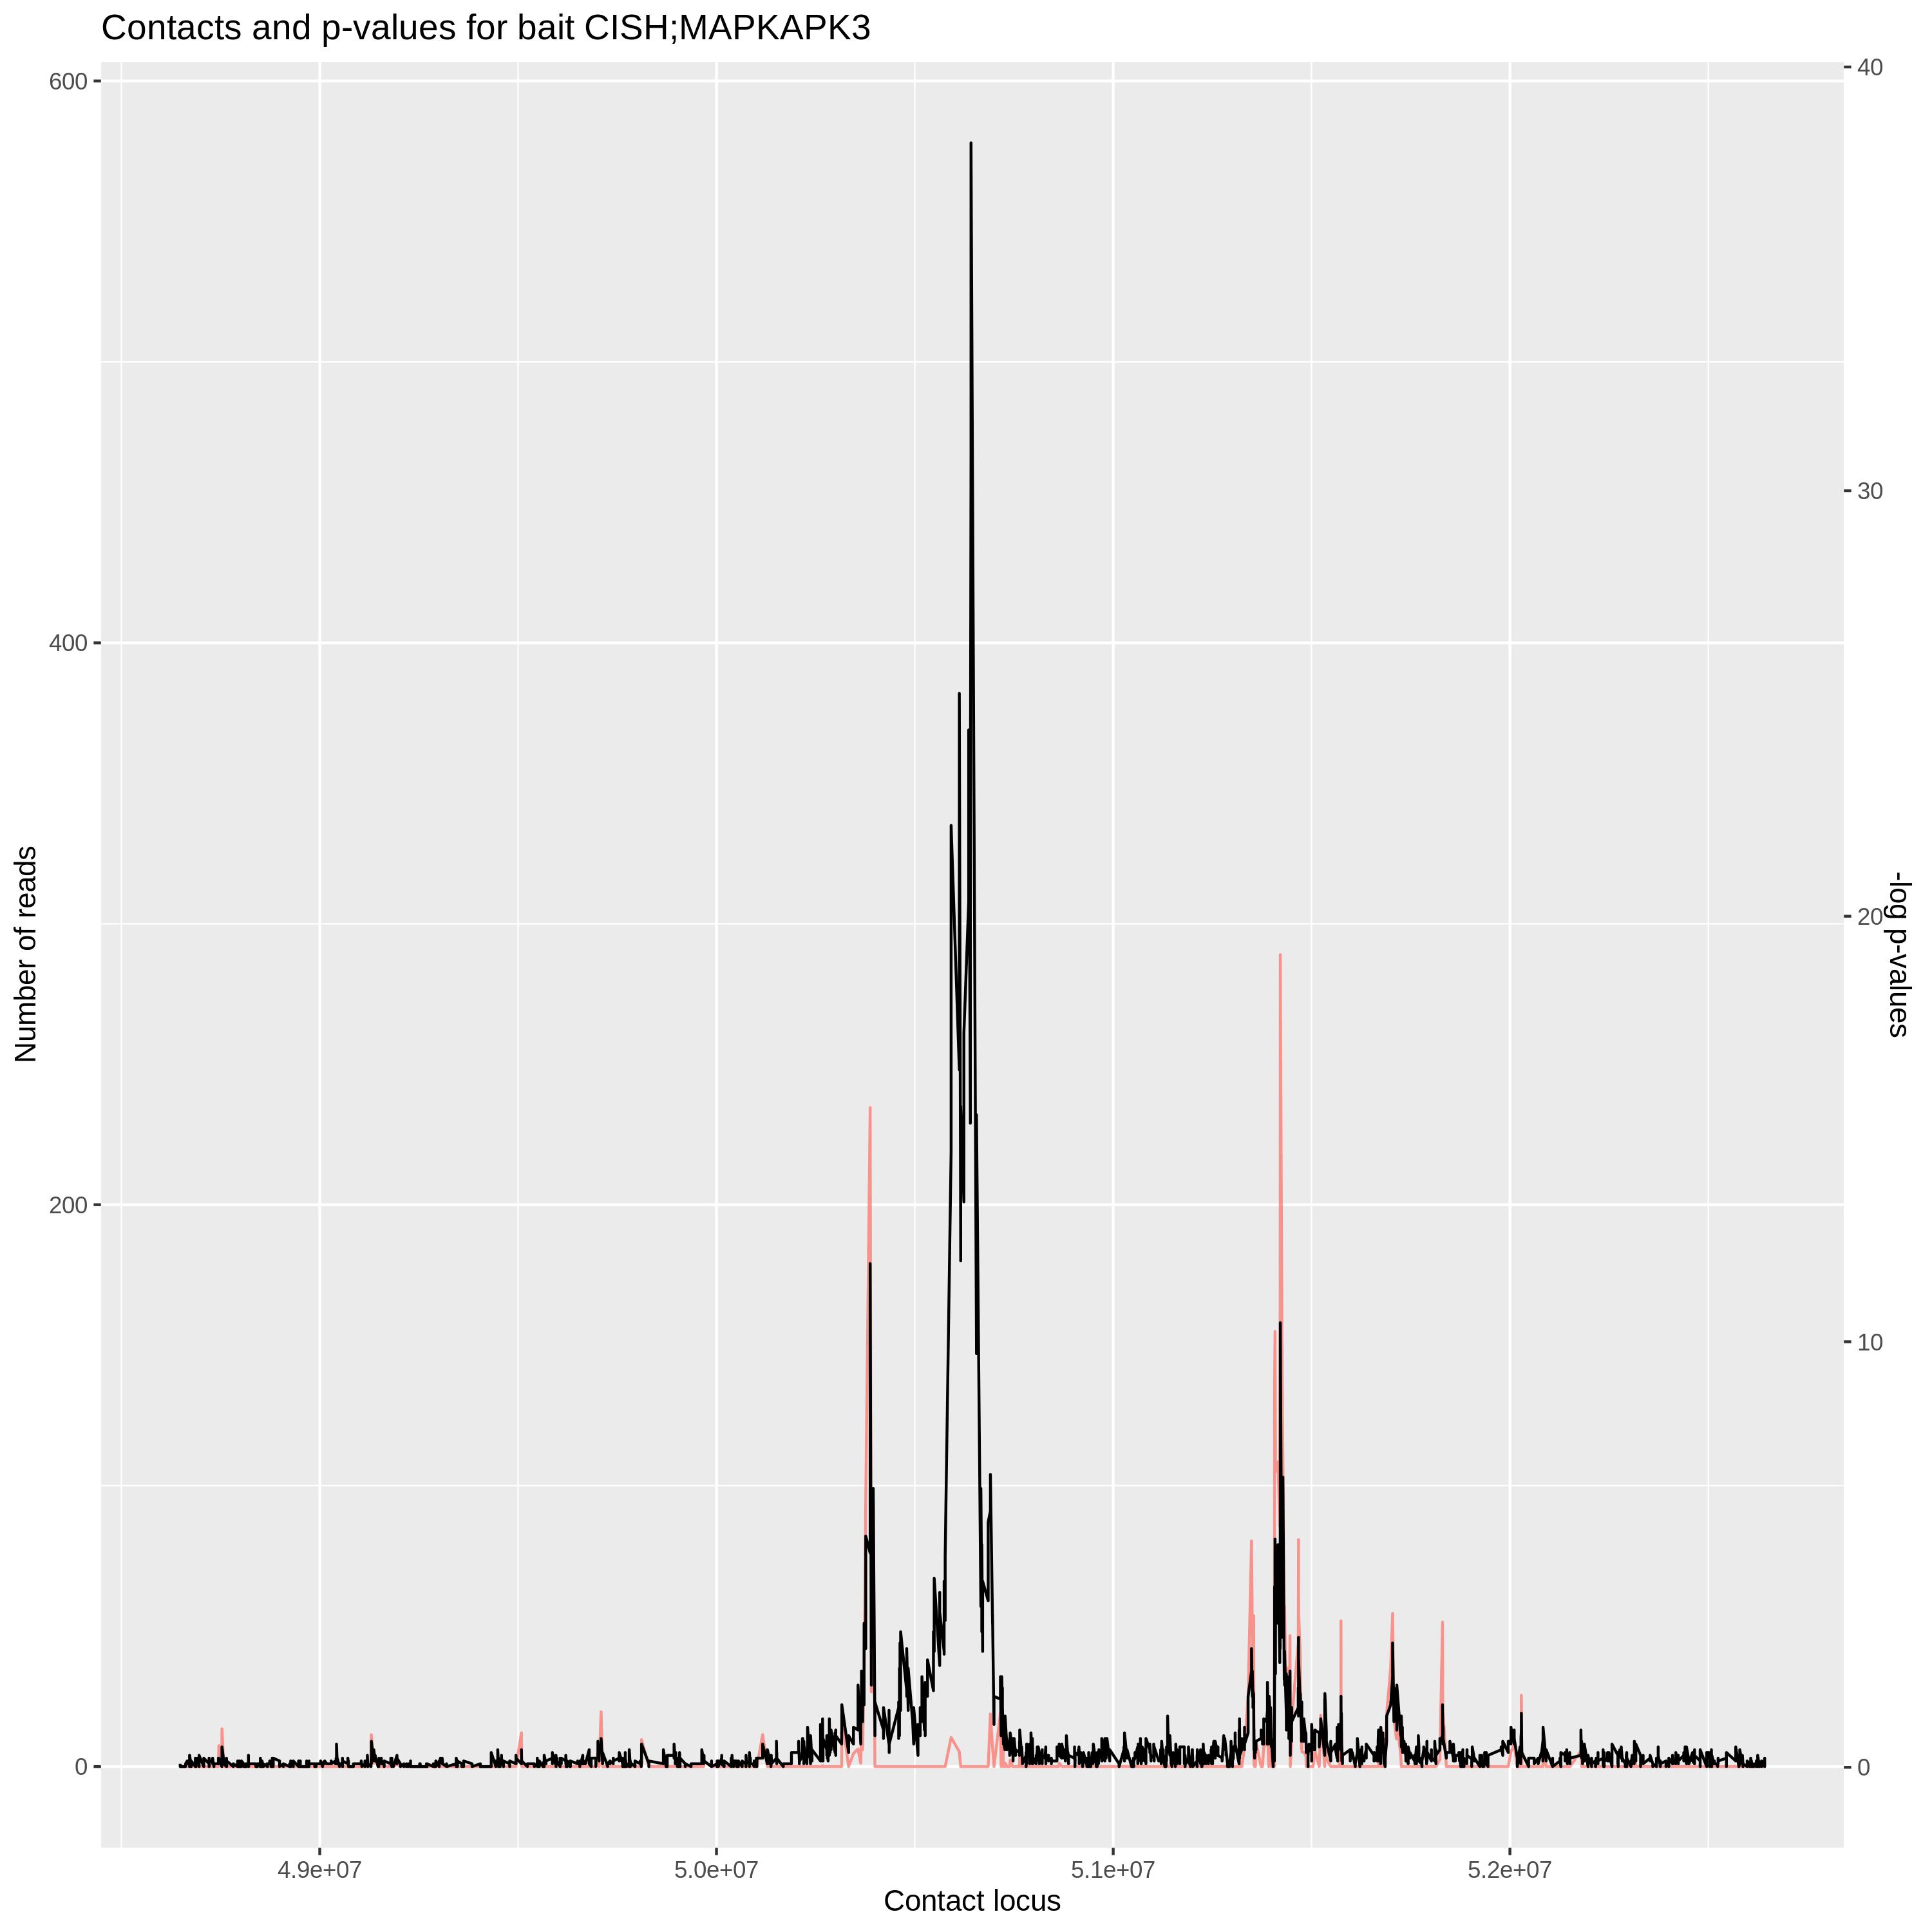 Contacts and p-values for bait CISH;MAPKAPK3
600
400
200
0
Number of reads
40
30
20
10
0
-log p-values
4.9e+07
5.0e+07
5.1e+07
5.2e+07
Contact locus